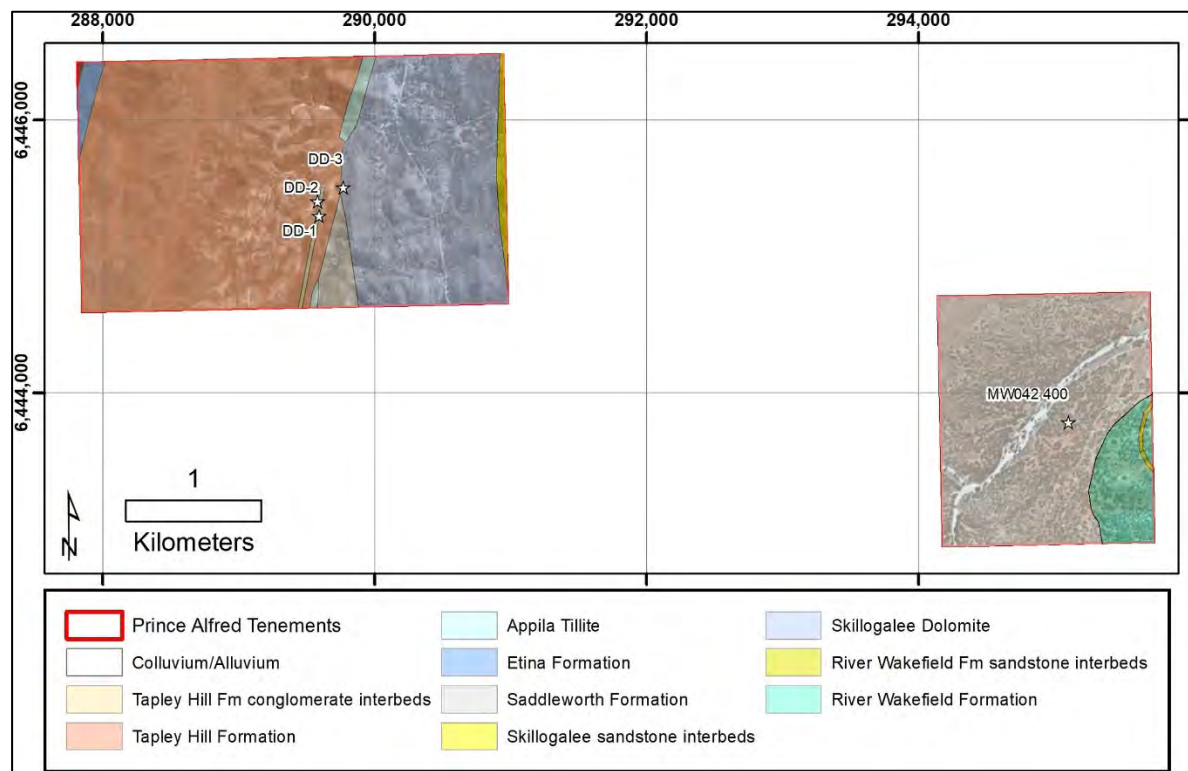 288,000 290,000 292,000 294,000
6,446,000
DD-3
DD-2
DD-1
6,444,000
MW042 400
1
Kilometers
N
Prince Alfred Tenements
Colluvium/Alluvium
Tapley Hill Fm conglomerate interbeds
Tapley Hill Formation
Appila Tillite
Etina Formation
Saddleworth Formation
Skillogalee sandstone interbeds
Skillogalee Dolomite
River Wakefield Fm sandstone interbeds
River Wakefield Formation